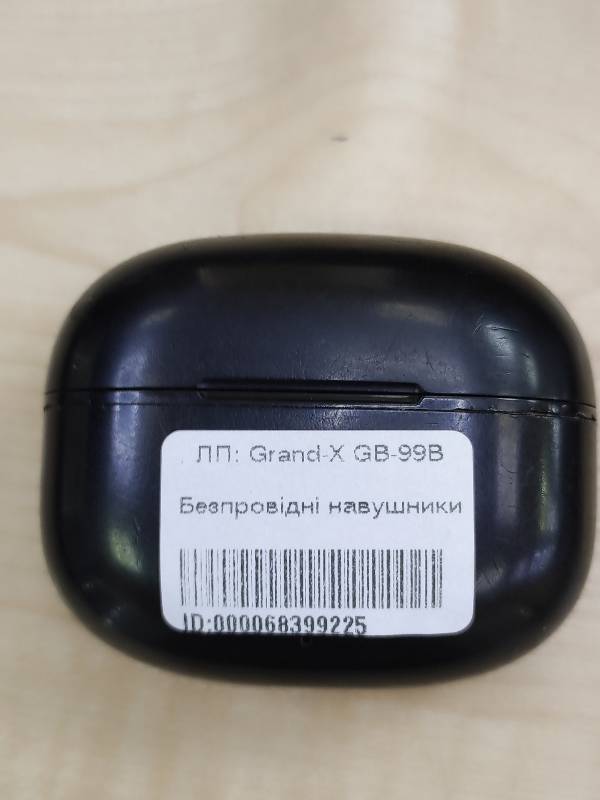 ЛП: Grand-X GB-99B
Безпровідні навушники
ID:000068399225